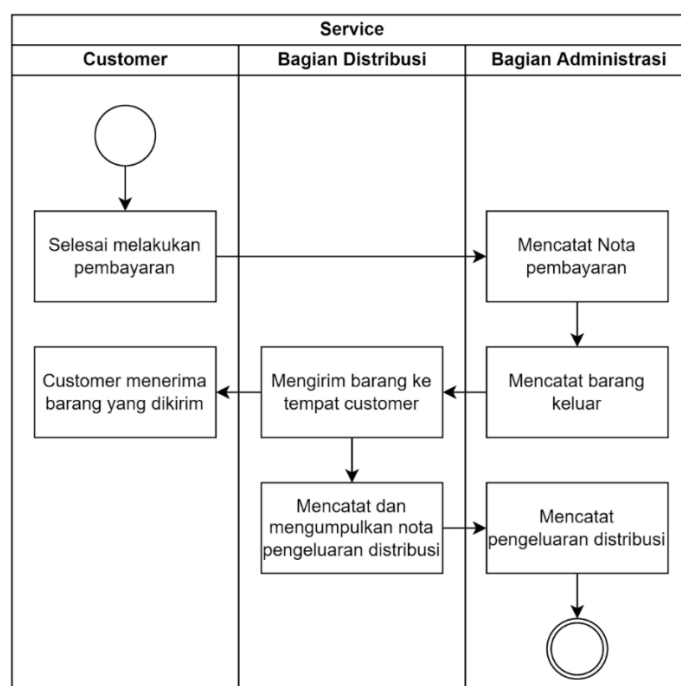 Service
Customer
Bagian Distribusi
Bagian Administrasi
Selesai melakukan
pembayaran
Mencatat Nota
pembayaran
Customer menerima
barang yang dikirim
Mengirim barang ke
tempat customer
Mencatat barang
keluar
Mencatat dan
mengumpulkan nota
pengeluaran distribusi
Mencatat
pengeluaran distribusi